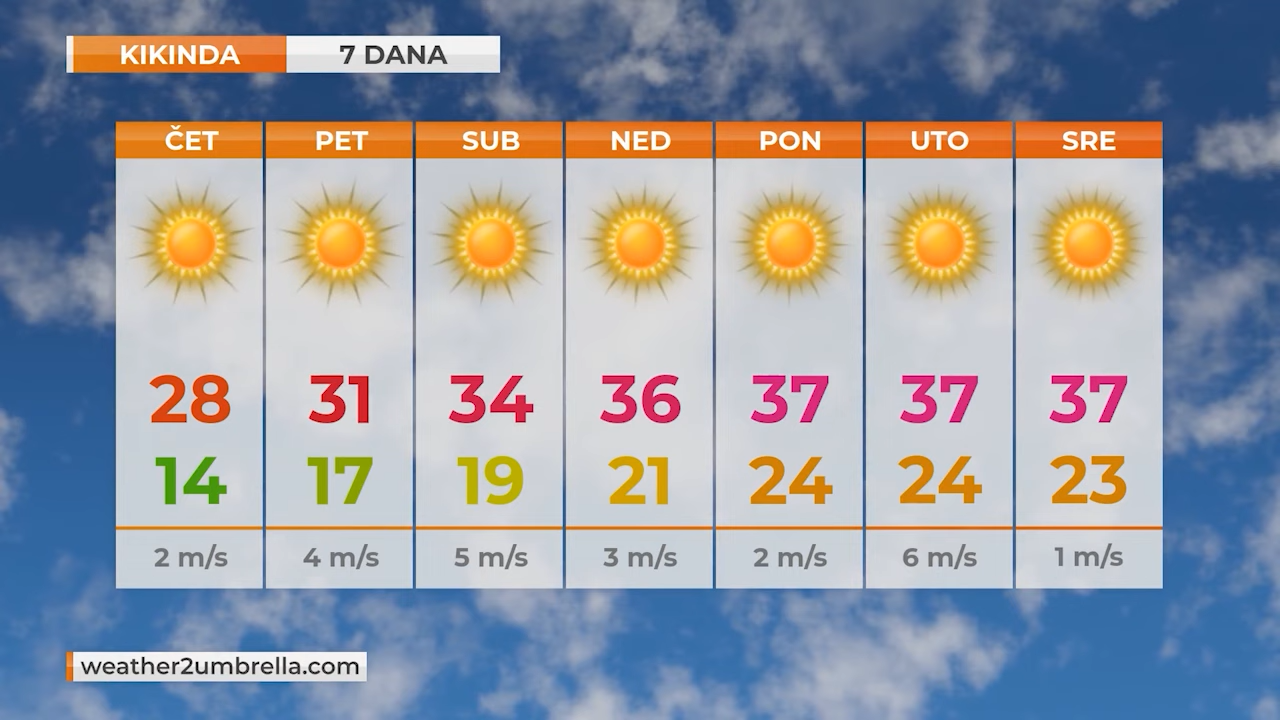 KIKINDA 7 DANA
ČET PET SUB NED PON UTO SRE
28 31 34 36 37 37 37
14 17 19 21 24 24 23
2 m/s 4 m/s 5 m/s 3 m/s 2 m/s 6 m/s 1 m/s
weather2umbrella.com